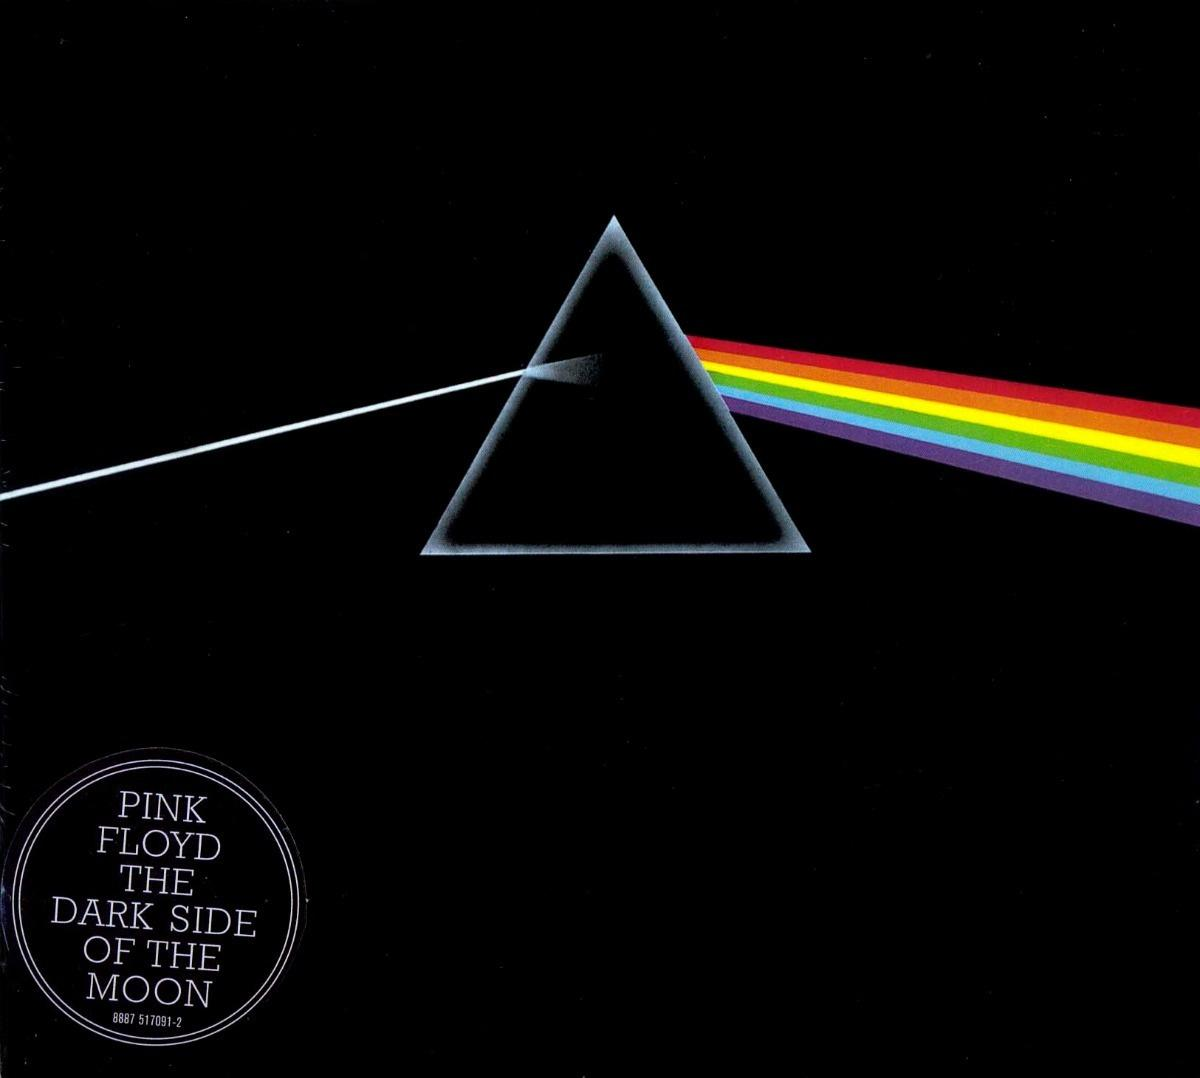 PINK
FLOYD
THE
DARK SIDE
OF THE
MOON
8887 517091-2